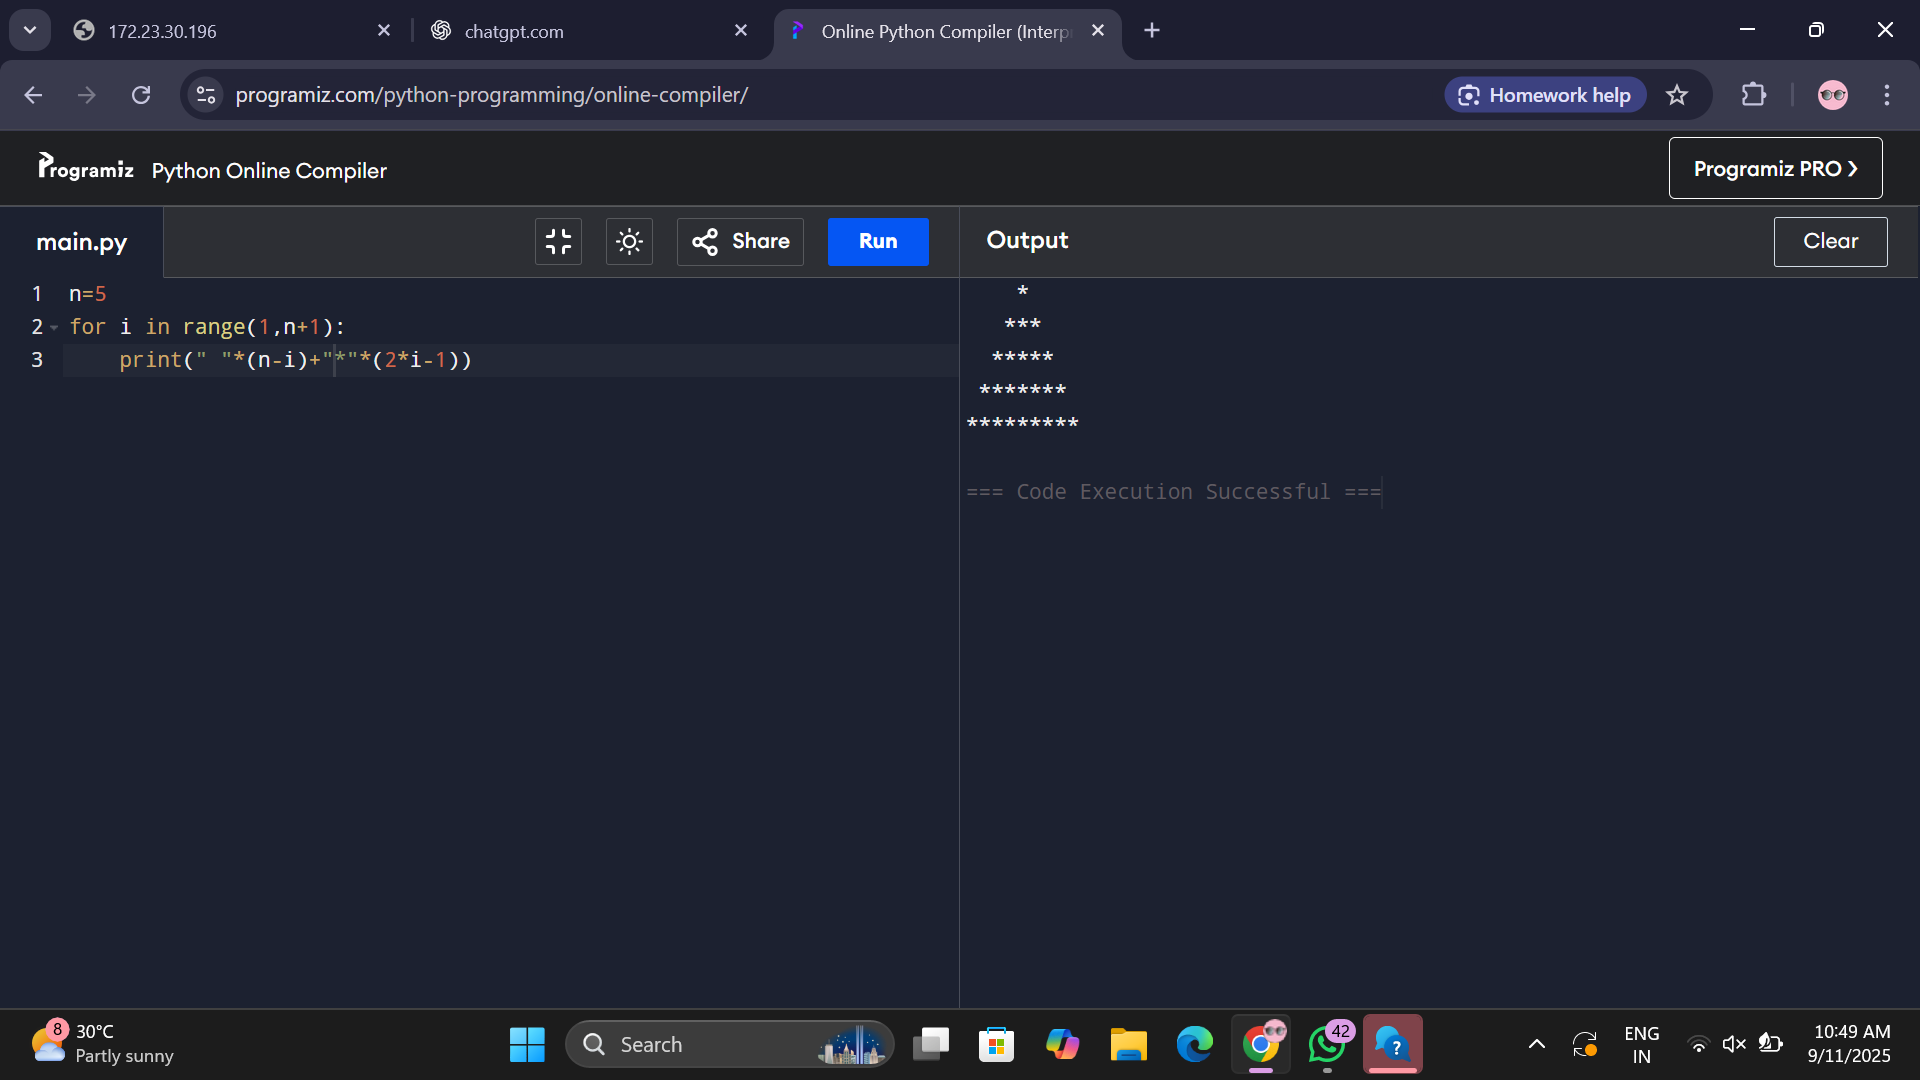 172.23.30.196
chatgpt.com
Online Python Compiler (Interp
programiz.com/python-programming/online-compiler/
Homework help
Programiz Python Online Compiler
Programiz PRO ❯
main.py
Share
Run
Output
Clear
1 n=5
2 for i in range(1,n+1):
3     print(" "*(n-i)+"*"*(2*i-1))
    *
   ***
  *****
 *******
*********
=== Code Execution Successful ===
8
30°C
Partly sunny
Search
42
?
ENG
IN
10:49 AM
9/11/2025